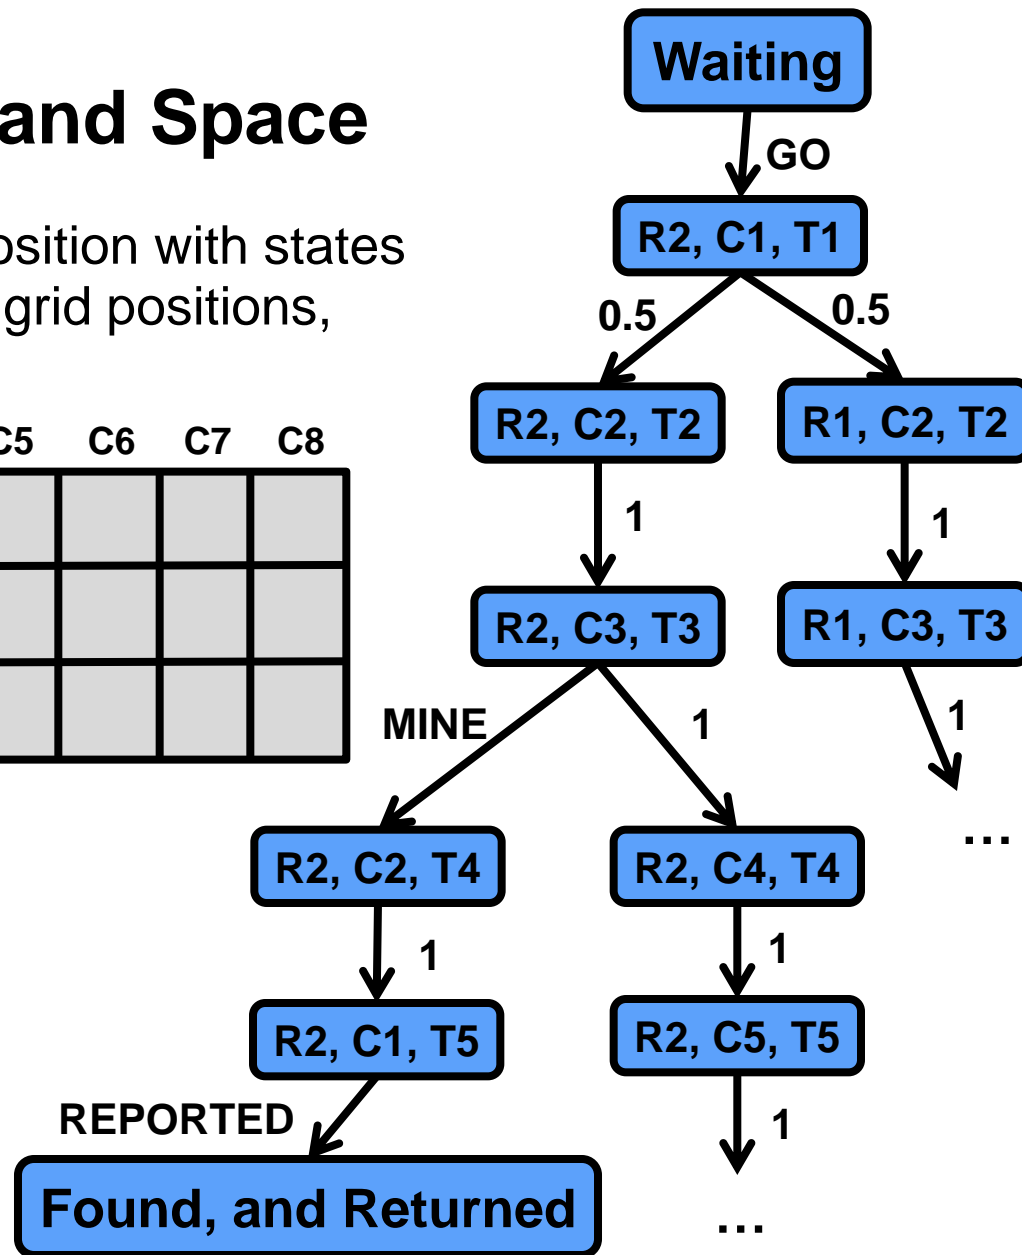 and Space
osition with states
grid positions,
C5 C6 C7 C8
Waiting
GO
R2, C1, T1
0.5 0.5
R2, C2, T2 R1, C2, T2
1 1
R2, C3, T3 R1, C3, T3
MINE 1 1
...
R2, C2, T4 R2, C4, T4
1 1
R2, C1, T5 R2, C5, T5
REPORTED 1
Found, and Returned ...